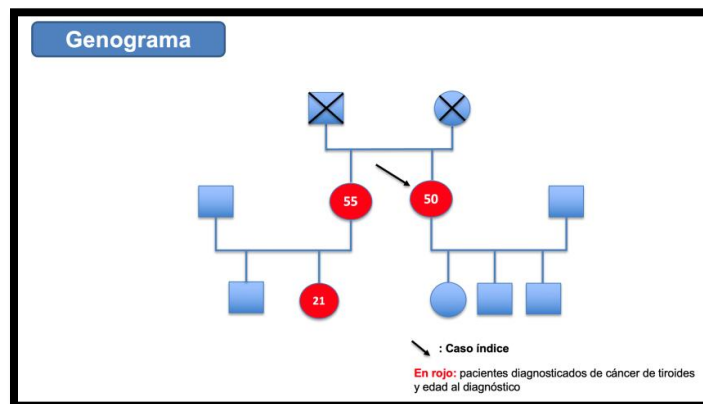 Genograma
55
50
21
: Caso índice
En rojo: pacientes diagnosticados de cáncer de tiroides
y edad al diagnóstico